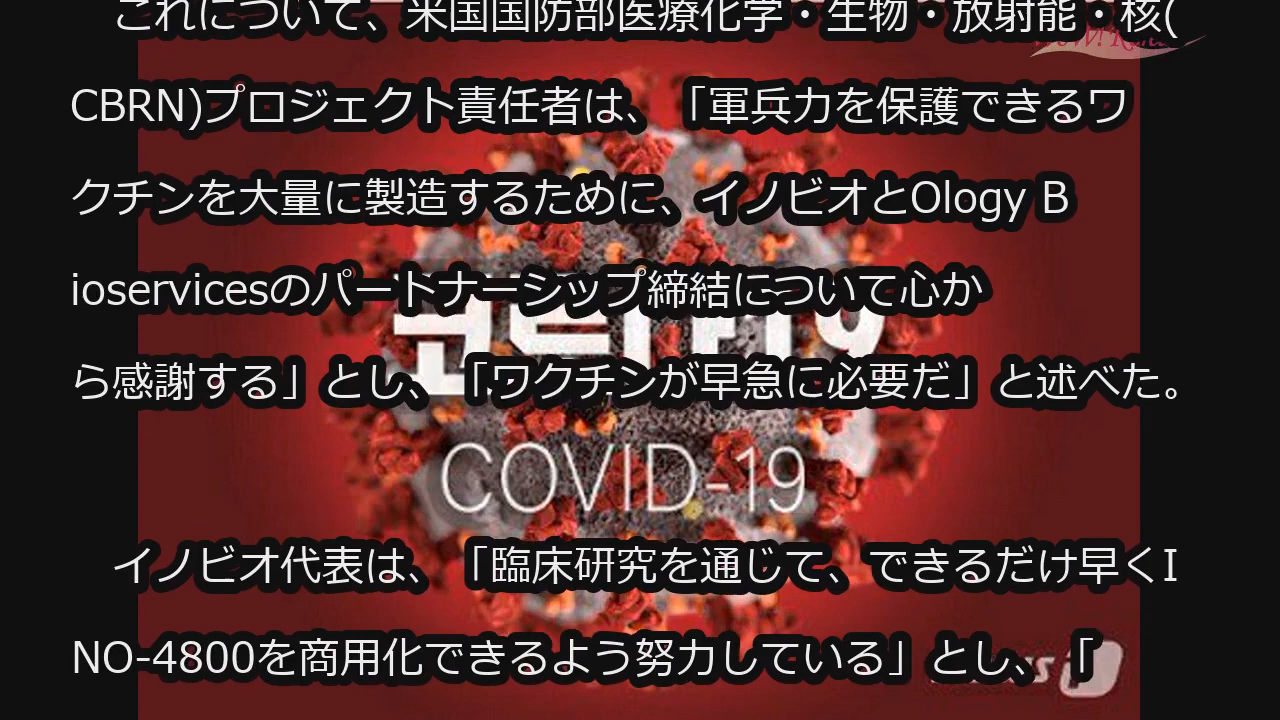 これについて、米国国防部医療化学・生物・放射能・核(
CBRN)プロジェクト責任者は、「軍兵力を保護できるワ
クチンを大量に製造するために、イノビオとOlogy B
ioservicesのパートナーシップ締結について心か
ら感謝する」とし、「ワクチンが早急に必要だ」と述べた。
COVID-19
イノビオ代表は、「臨床研究を通じて、できるだけ早くI
NO-4800を商用化できるよう努力している」とし、「